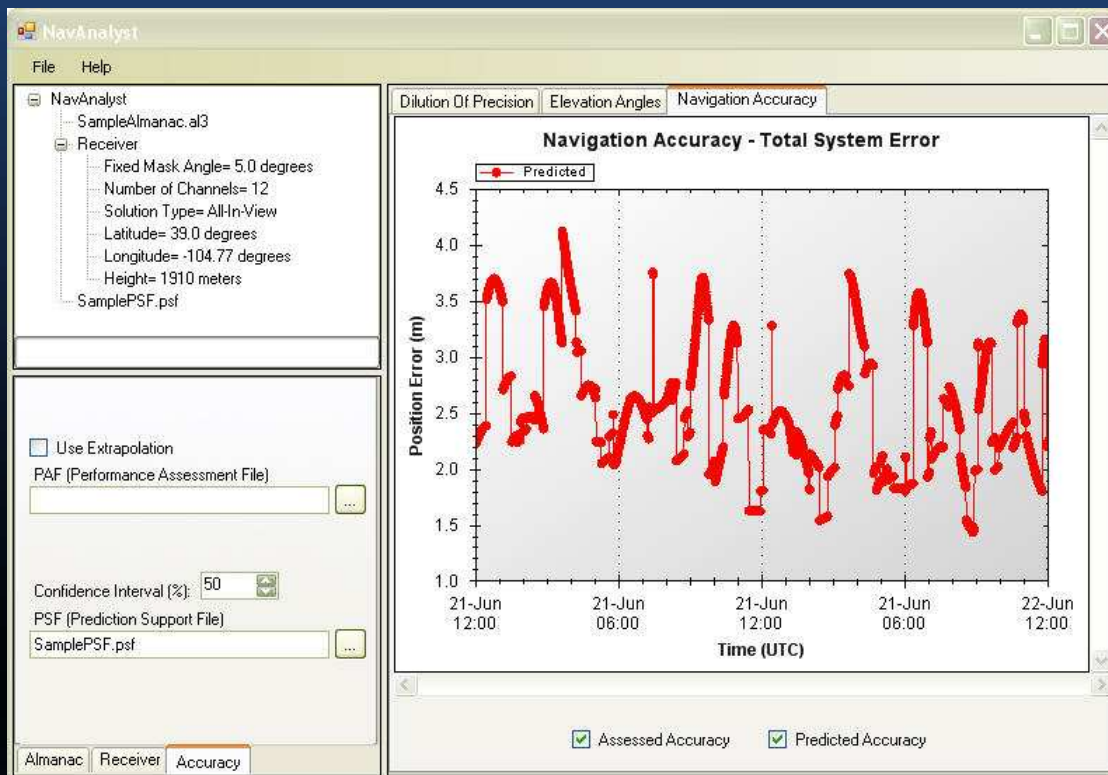 NavAnalyst
File Help
NavAnalyst
SampleAlmanac.al3
Receiver
Fixed Mask Angle= 5.0 degrees
Number of Channels= 12
Solution Type= All-In-View
Latitude= 39.0 degrees
Longitude= -104.77 degrees
Height= 1910 meters
SamplePSF.psf
Use Extrapolation
PAF (Performance Assessment File)
...
Confidence Interval (%): 50
PSF (Prediction Support File)
SamplePSF.psf ...
Almanac Receiver Accuracy
Dilution Of Precision Elevation Angles Navigation Accuracy
Navigation Accuracy - Total System Error
Predicted
Position Error (m)
4.5
4.0
3.5
3.0
2.5
2.0
1.5
1.0
21-Jun 21-Jun 21-Jun 21-Jun 22-Jun
12:00 06:00 12:00 06:00 12:00
Time (UTC)
Assessed Accuracy Predicted Accuracy